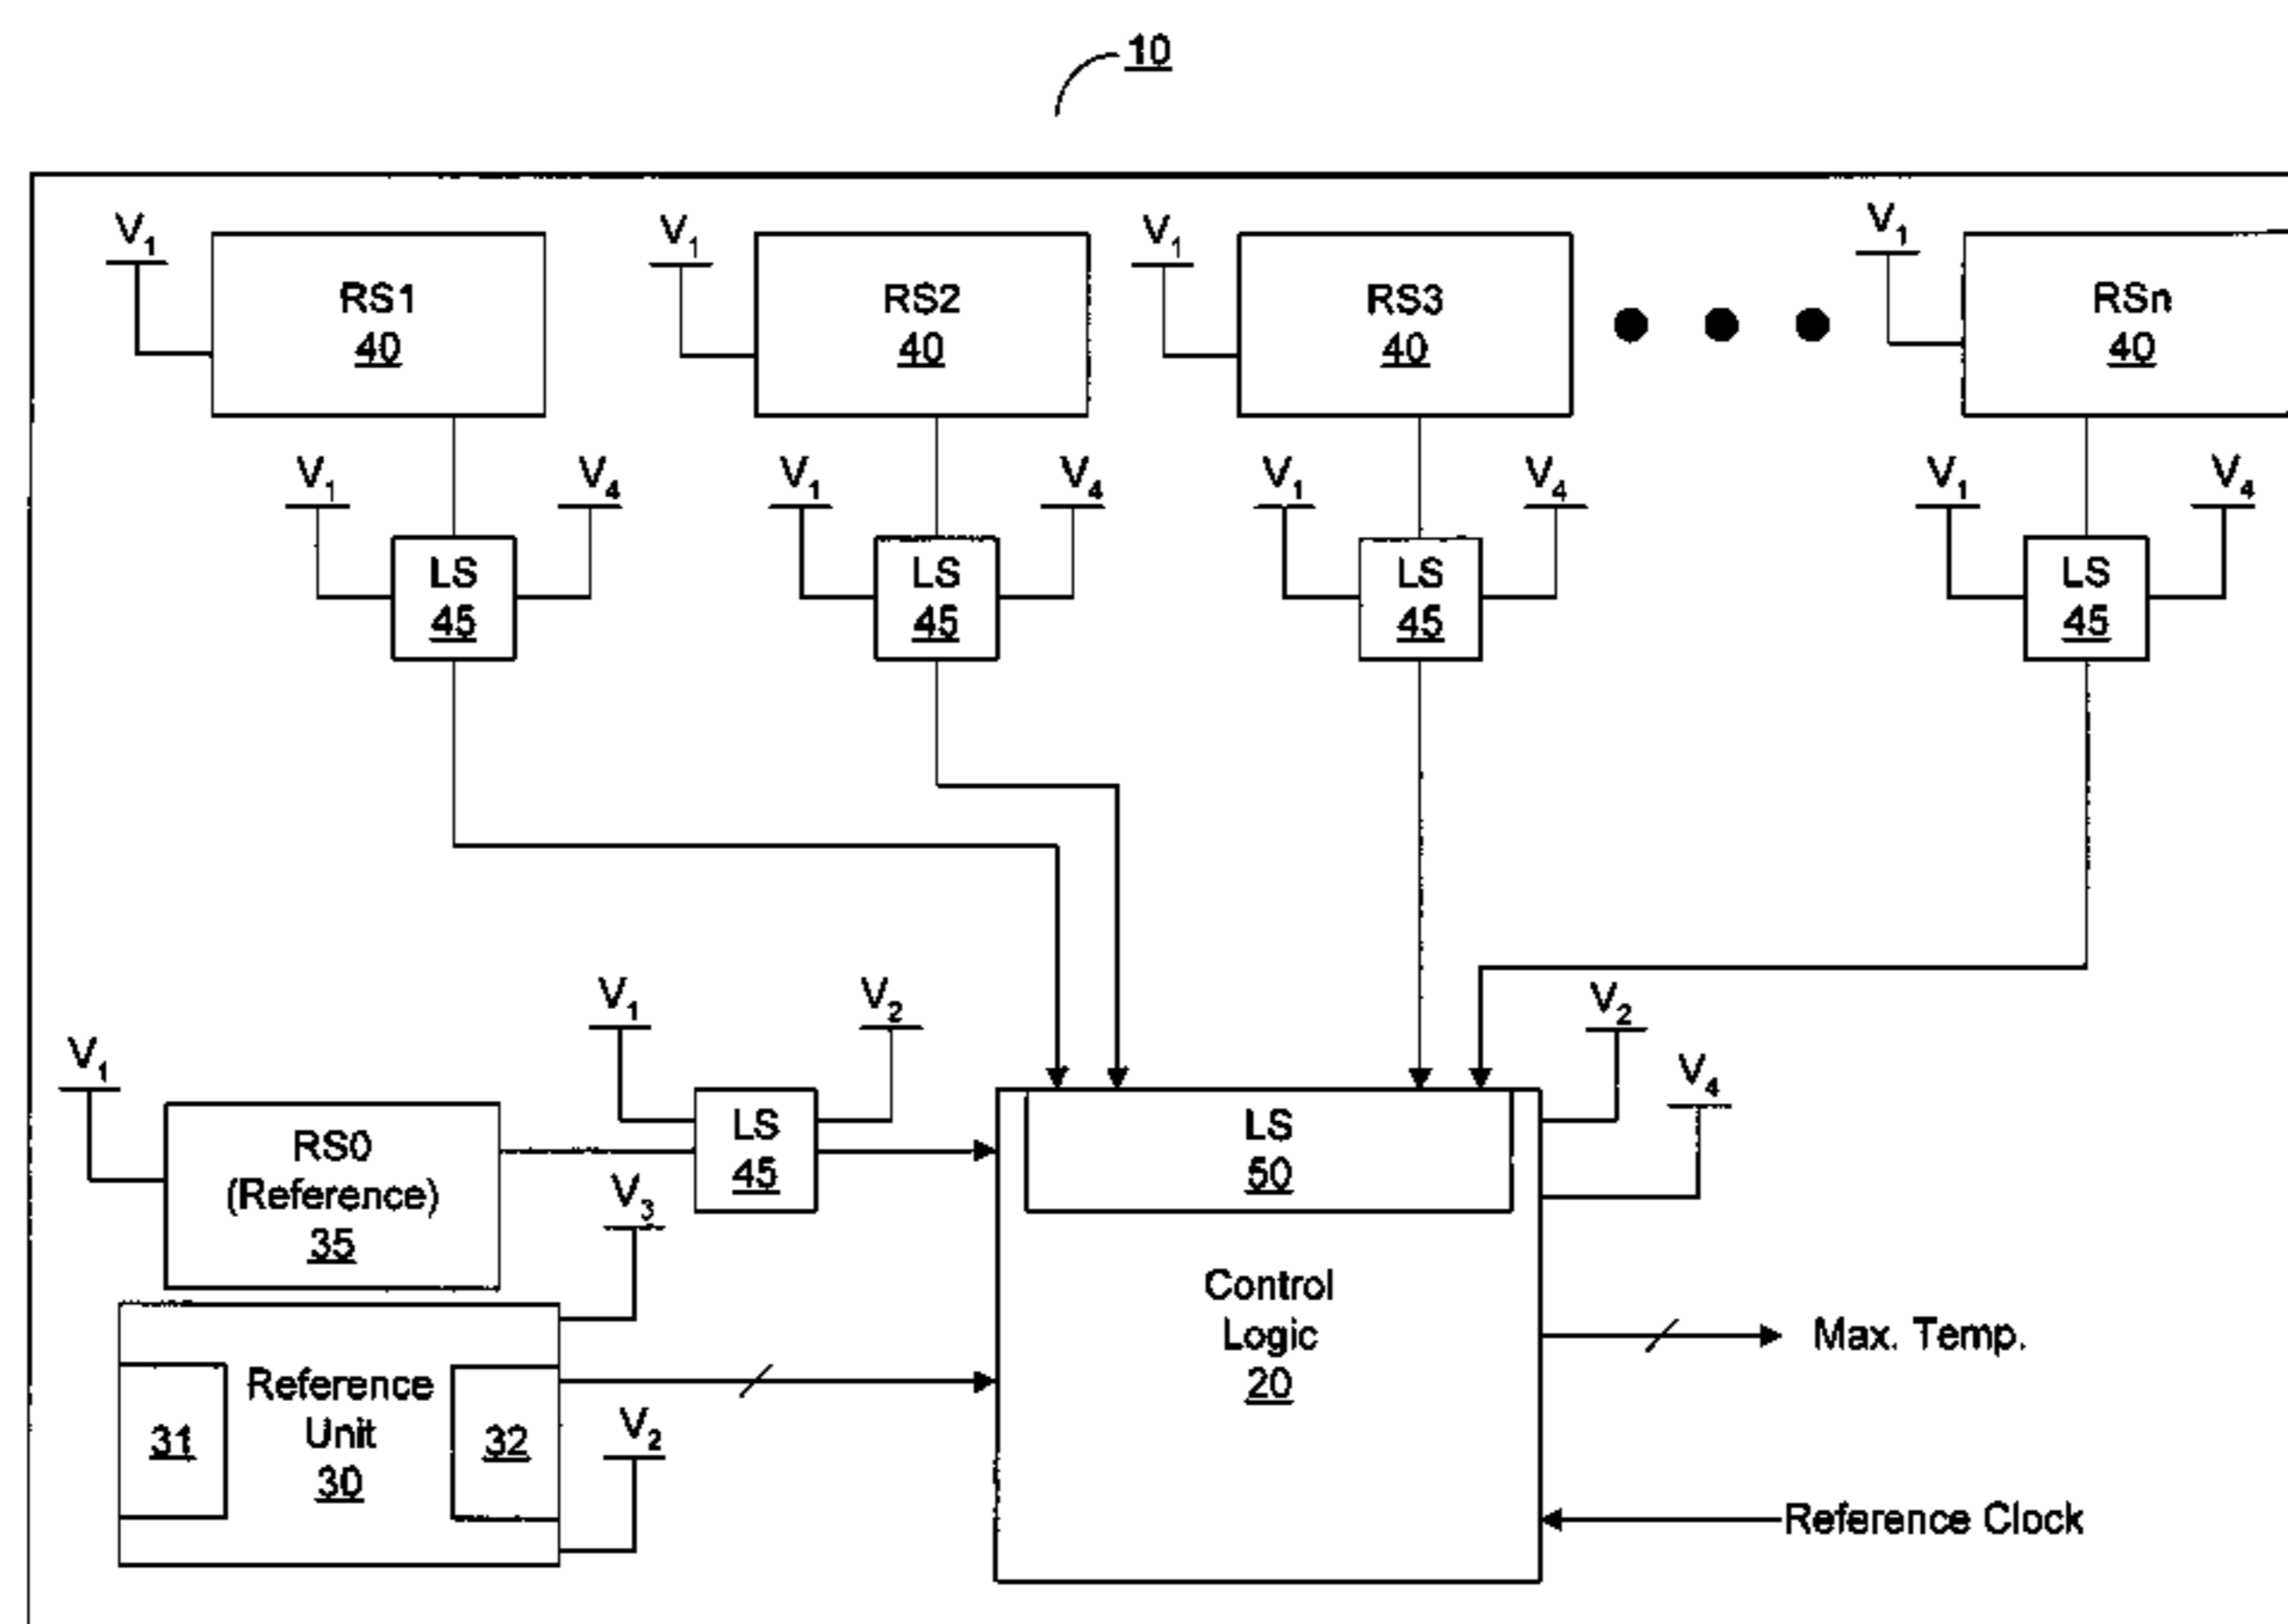 10
V1 V1 V1 V1
RS1 RS2 RS3 RSn
40 40 40 40
V1 V4 V1 V4 V1 V4 V1 V4
LS LS LS LS
45 45 45 45
V1 V2 V2
V1 V4
RS0 LS LS
(Reference) 45 50
35
V3
Control
Logic
20
Max. Temp.
Reference
Unit
30
31 32
V2
Reference Clock